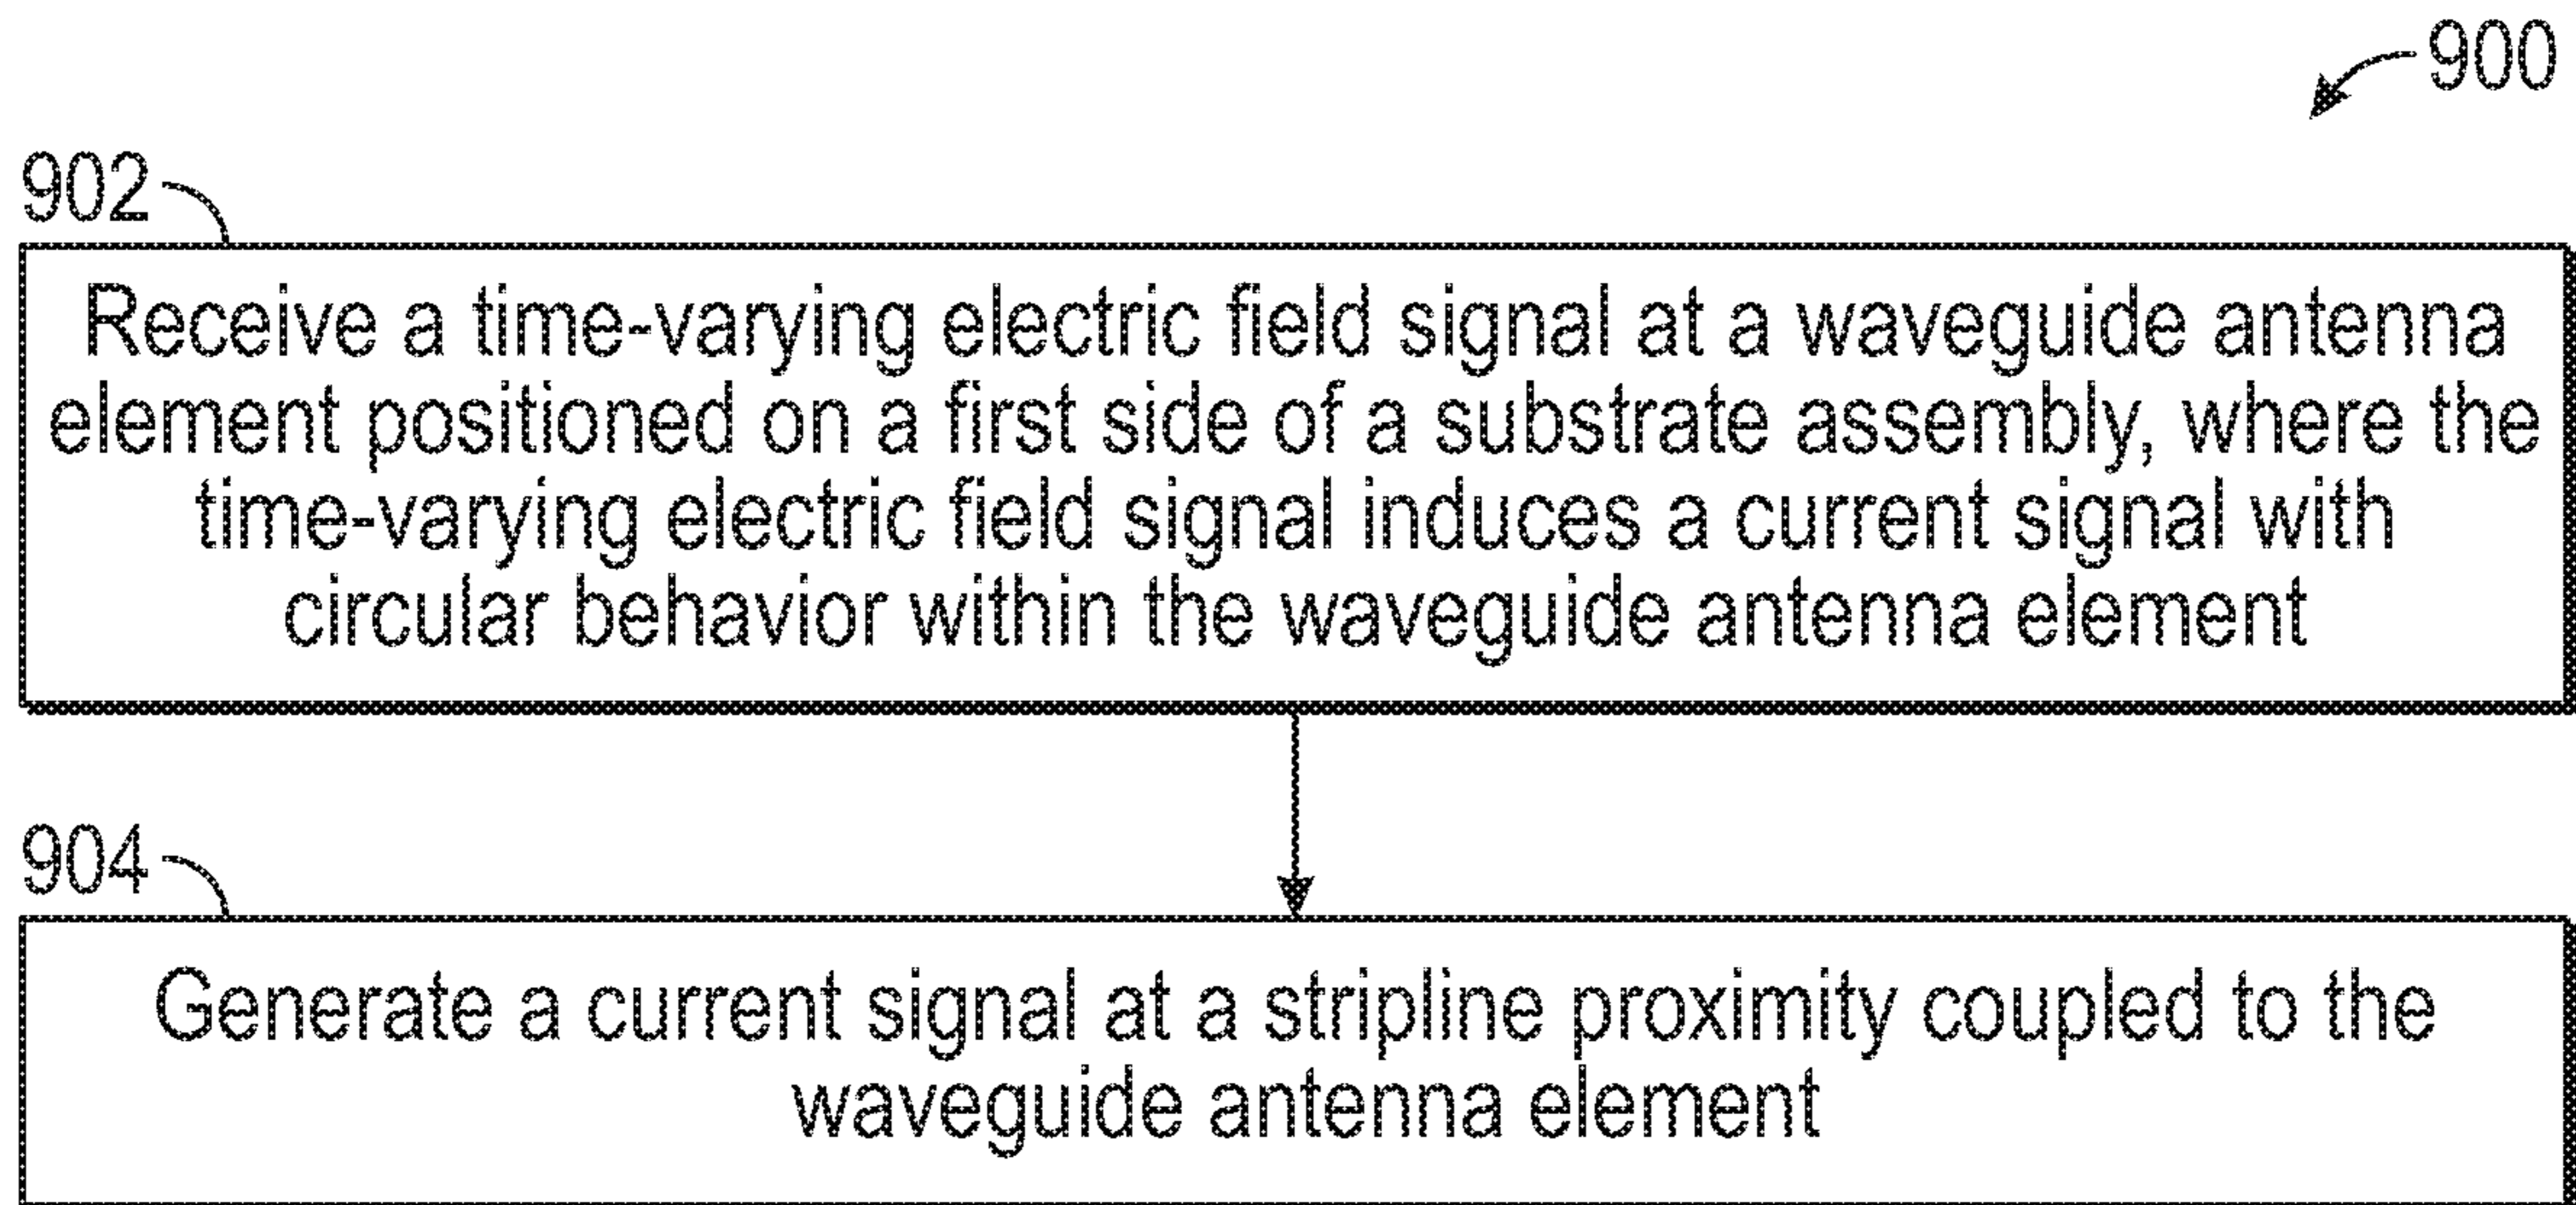 900
902
Receive a time-varying electric field signal at a waveguide antenna
element positioned on a first side of a substrate assembly, where the
time-varying electric field signal induces a current signal with
circular behavior within the waveguide antenna element
904
Generate a current signal at a stripline proximity coupled to the
waveguide antenna element